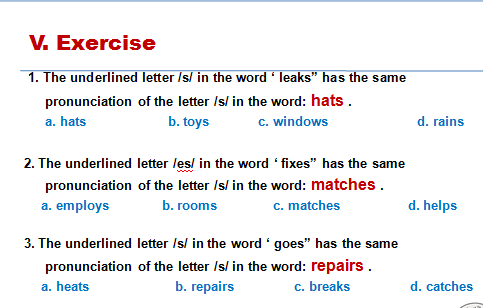 V. Exercise
1. The underlined letter /s/ in the word ‘ leaks” has the same
pronunciation of the letter /s/ in the word: hats .
a. hats b. toys c. windows d. rains
2. The underlined letter /es/ in the word ‘ fixes” has the same
pronunciation of the letter /s/ in the word: matches .
a. employs b. rooms c. matches d. helps
3. The underlined letter /s/ in the word ‘ goes” has the same
pronunciation of the letter /s/ in the word: repairs .
a. heats b. repairs c. breaks d. catches